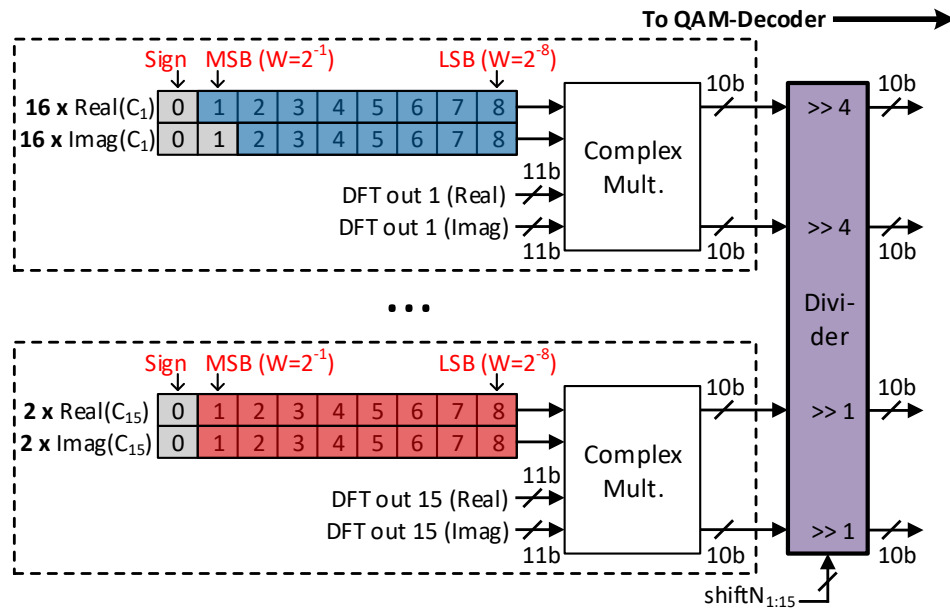 To QAM-Decoder
Sign MSB (W=2⁻¹) LSB (W=2⁻⁸)
16 x Real(C₁) 0 1 2 3 4 5 6 7 8
16 x Imag(C₁) 0 1 2 3 4 5 6 7 8
Complex
Mult.
11b
DFT out 1 (Real)
DFT out 1 (Imag)
11b
10b
10b
>> 4
10b
>> 4
10b
...
Divi-
der
Sign MSB (W=2⁻¹) LSB (W=2⁻⁸)
2 x Real(C₁₅) 0 1 2 3 4 5 6 7 8
2 x Imag(C₁₅) 0 1 2 3 4 5 6 7 8
Complex
Mult.
11b
DFT out 15 (Real)
DFT out 15 (Imag)
11b
10b
10b
>> 1
10b
>> 1
10b
shiftN₁:₁₅